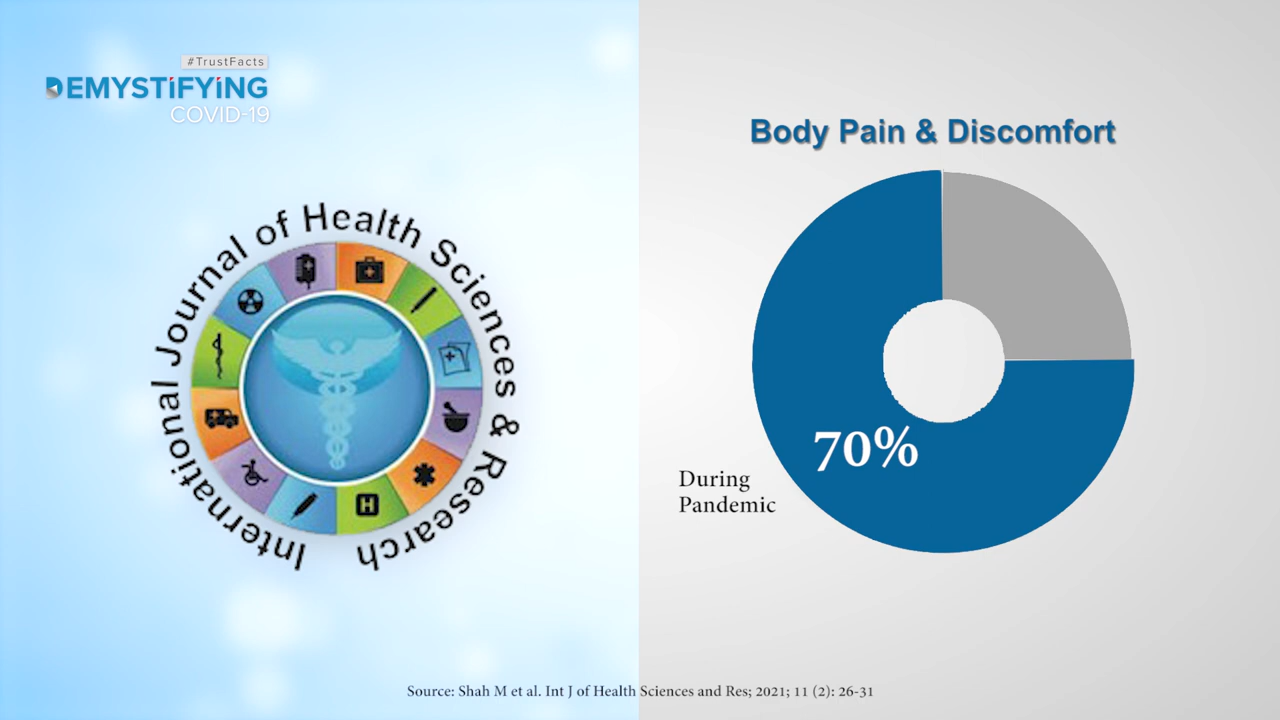 #TrustFacts
DEMYSTiFYiNG
COVID-19
International Journal of Health Sciences & Research
H
Body Pain & Discomfort
70%
During
Pandemic
Source: Shah M et al. Int J of Health Sciences and Res; 2021; 11 (2): 26-31